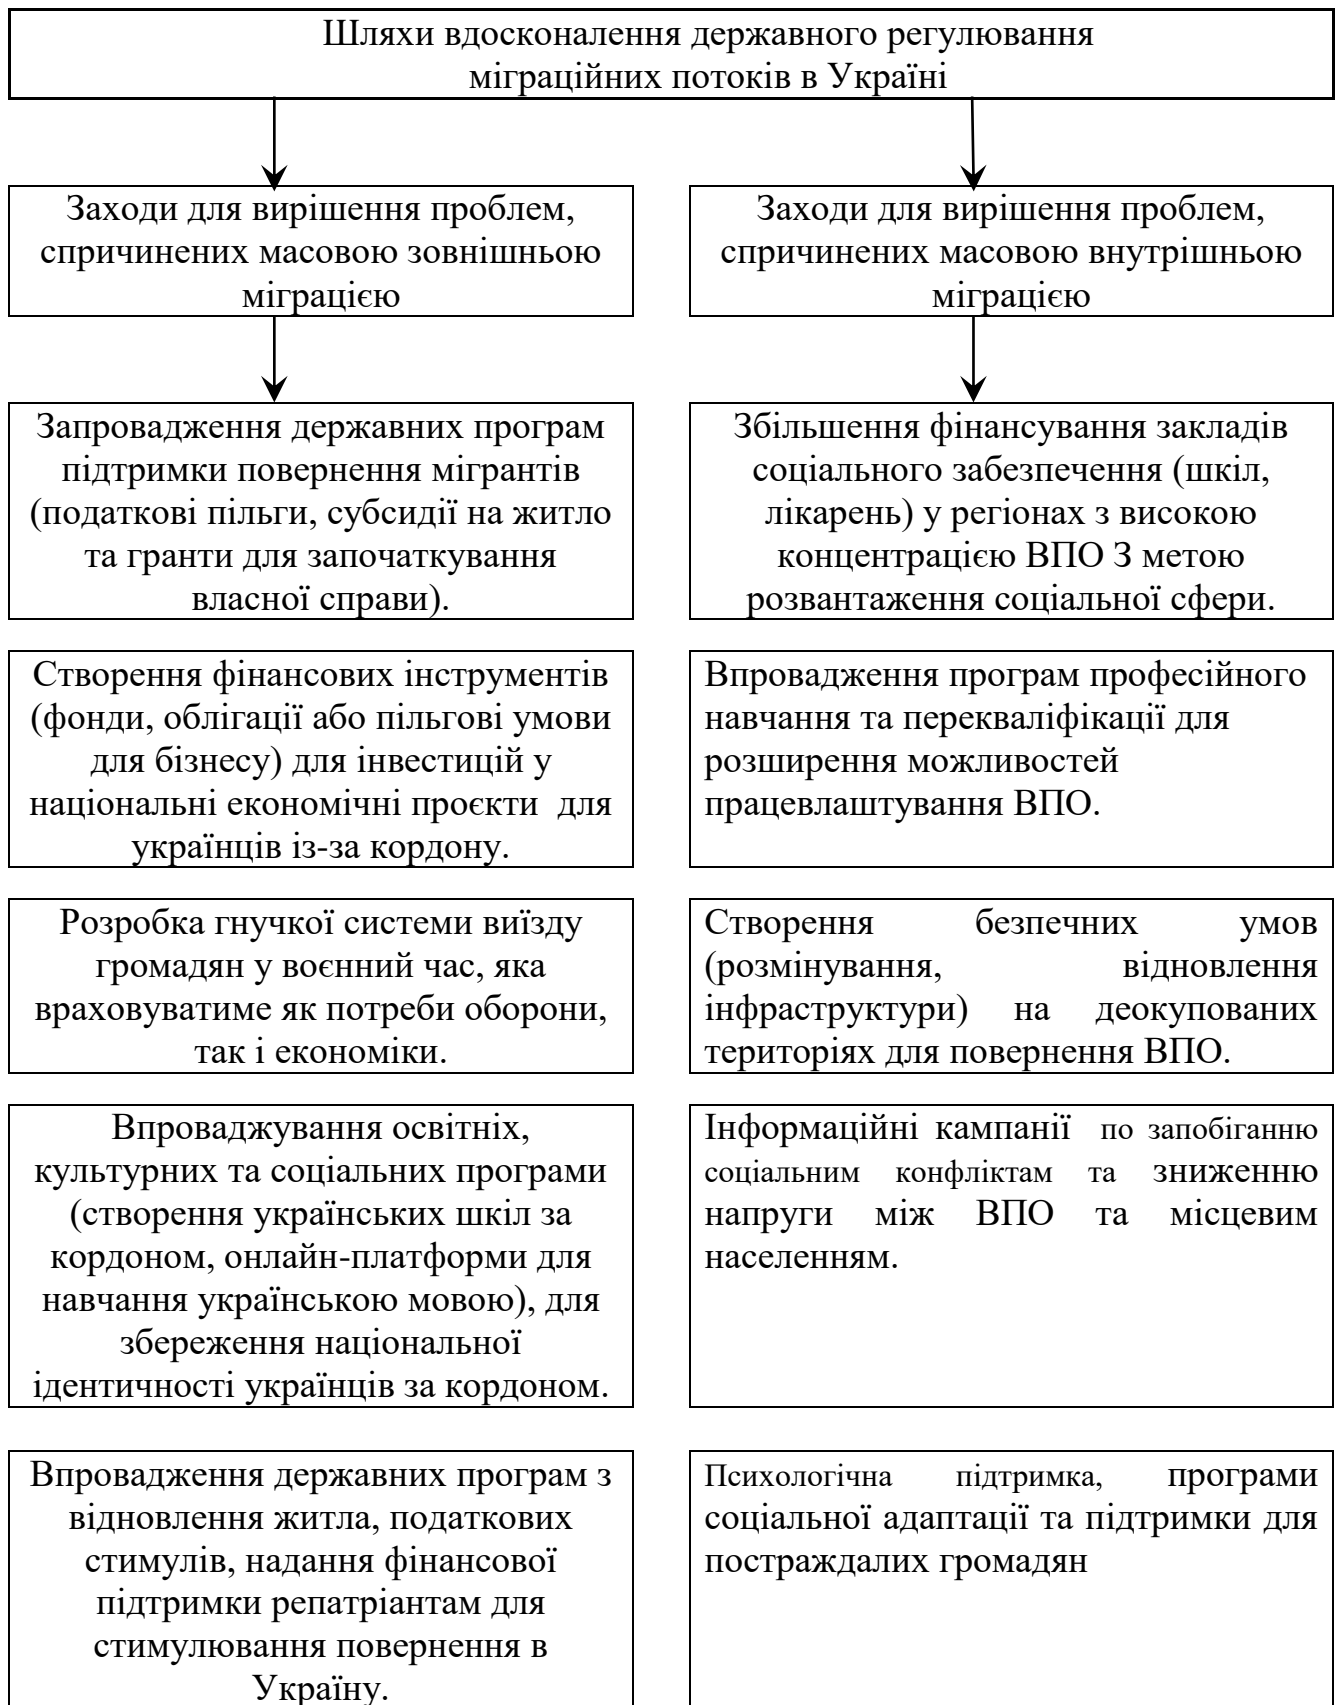 Шляхи вдосконалення державного регулювання
міграційних потоків в Україні
Заходи для вирішення проблем,
спричинених масовою зовнішньою
міграцією
Заходи для вирішення проблем,
спричинених масовою внутрішньою
міграцією
Запровадження державних програм
підтримки повернення мігрантів
(податкові пільги, субсидії на житло
та гранти для започаткування
власної справи).
Збільшення фінансування закладів
соціального забезпечення (шкіл,
лікарень) у регіонах з високою
концентрацією ВПО З метою
розвантаження соціальної сфери.
Створення фінансових інструментів
(фонди, облігації або пільгові умови
для бізнесу) для інвестицій у
національні економічні проєкти для
українців із-за кордону.
Впровадження програм професійного
навчання та перекваліфікації для
розширення можливостей
працевлаштування ВПО.
Розробка гнучкої системи виїзду
громадян у воєнний час, яка
враховуватиме як потреби оборони,
так і економіки.
Створення безпечних умов
(розмінування, відновлення
інфраструктури) на деокупованих
територіях для повернення ВПО.
Впроваджування освітніх,
культурних та соціальних програми
(створення українських шкіл за
кордоном, онлайн-платформи для
навчання українською мовою), для
збереження національної
ідентичності українців за кордоном.
Інформаційні кампанії по запобіганню
соціальним конфліктам та зниженню
напруги між ВПО та місцевим
населенням.
Впровадження державних програм з
відновлення житла, податкових
стимулів, надання фінансової
підтримки репатріантам для
стимулювання повернення в
Україну.
Психологічна підтримка, програми
соціальної адаптації та підтримки для
постраждалих громадян